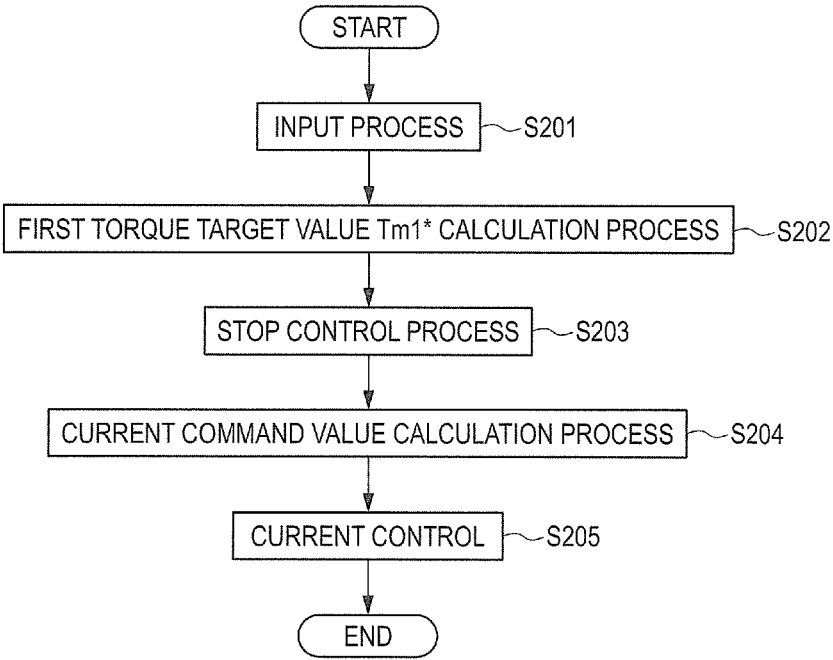 START
INPUT PROCESS S201
FIRST TORQUE TARGET VALUE Tm1* CALCULATION PROCESS S202
STOP CONTROL PROCESS S203
CURRENT COMMAND VALUE CALCULATION PROCESS S204
CURRENT CONTROL S205
END